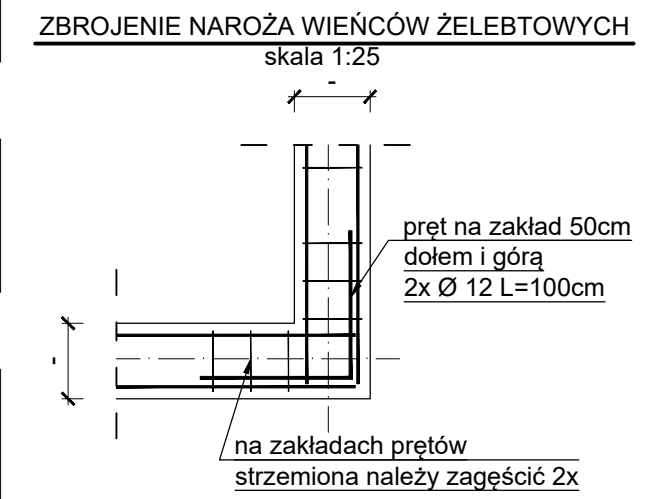 ZBROJENIE NAROŻA WIEŃCÓW ŻELEBTOWYCH
skala 1:25
-
pręt na zakład 50cm
dołem i górą
2x Ø 12 L=100cm
-
na zakładach prętów
strzemiona należy zagęścić 2x